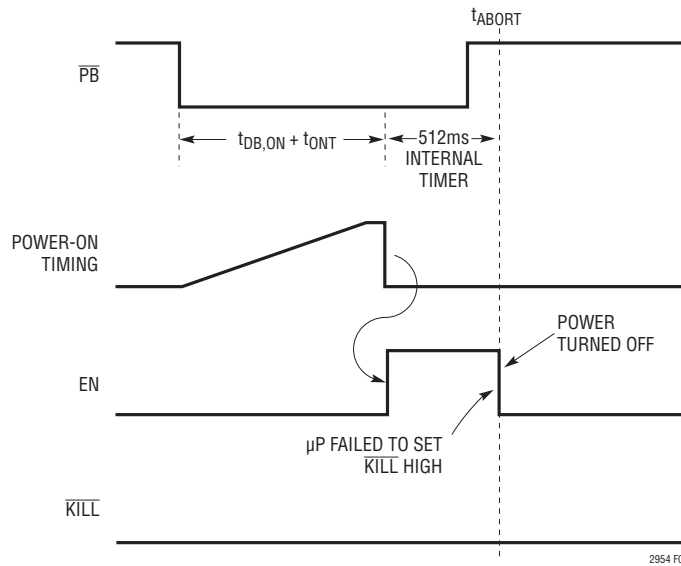 tABORT
PB
tDB,ON + tONT
512ms
INTERNAL
TIMER
POWER-ON
TIMING
POWER
TURNED OFF
EN
µP FAILED TO SET
KILL HIGH
KILL
2954 F0